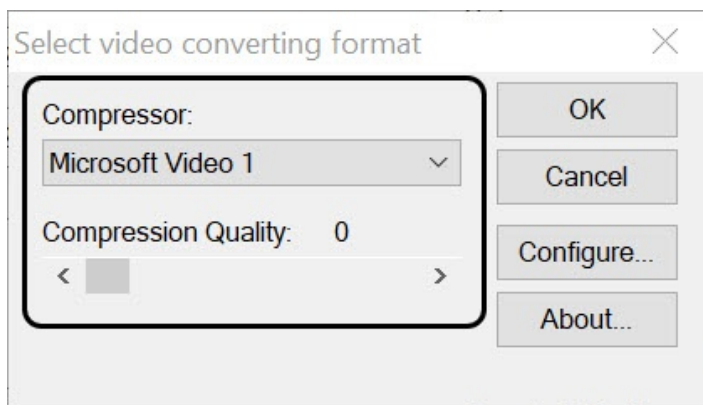 Select video converting format
Compressor:
Microsoft Video 1
Compression Quality: 0
OK
Cancel
Configure...
About...